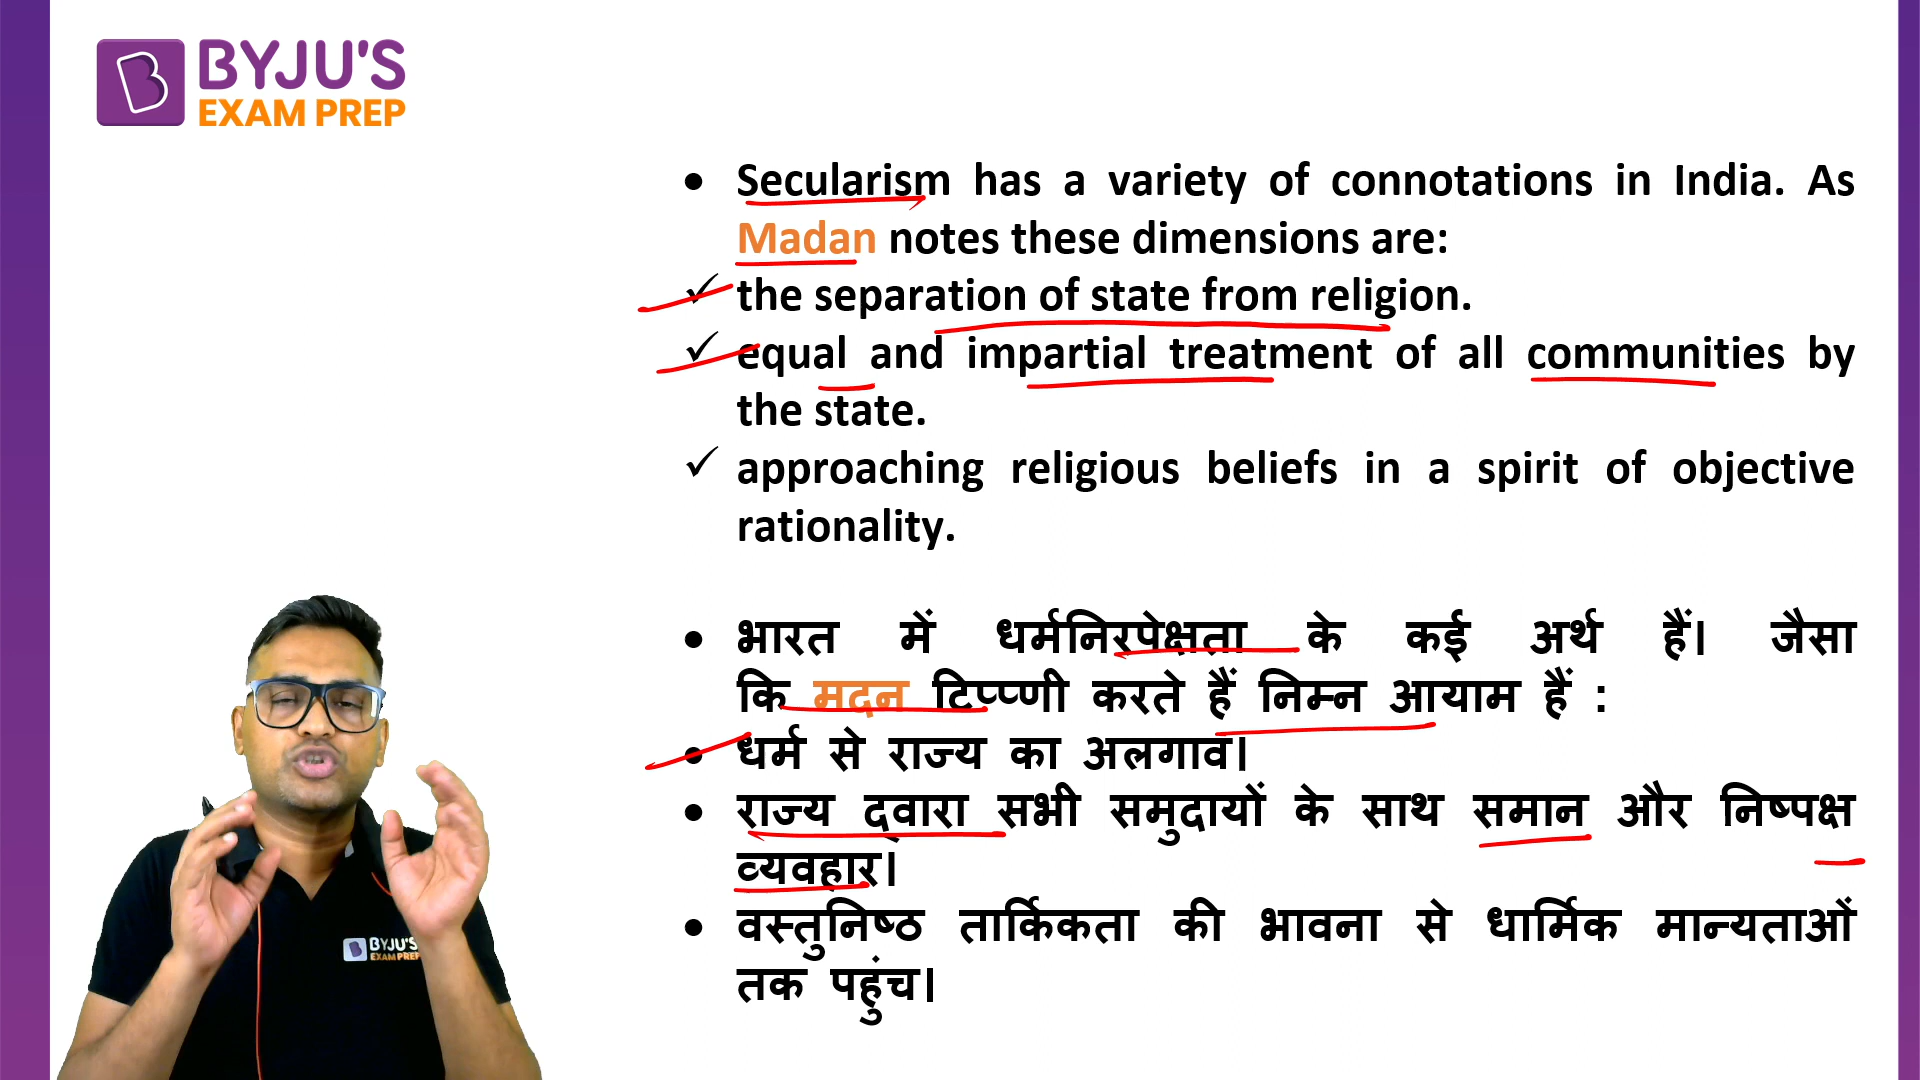 BYJU'S
EXAM PREP
• Secularism has a variety of connotations in India. As
Madan notes these dimensions are:
✓ the separation of state from religion.
✓ equal and impartial treatment of all communities by
the state.
✓ approaching religious beliefs in a spirit of objective
rationality.
• भारत में धर्मनिरपेक्षता के कई अर्थ हैं। जैसा
कि मदन टिप्प्णी करते हैं निम्न आयाम हैं :
• धर्म से राज्य का अलगाव।
• राज्य द्वारा सभी समुदायों के साथ समान और निष्पक्ष
व्यवहार।
• वस्तुनिष्ठ तार्किकता की भावना से धार्मिक मान्यताओं
तक पहुंच।
BYJU'S
EXAM PREP